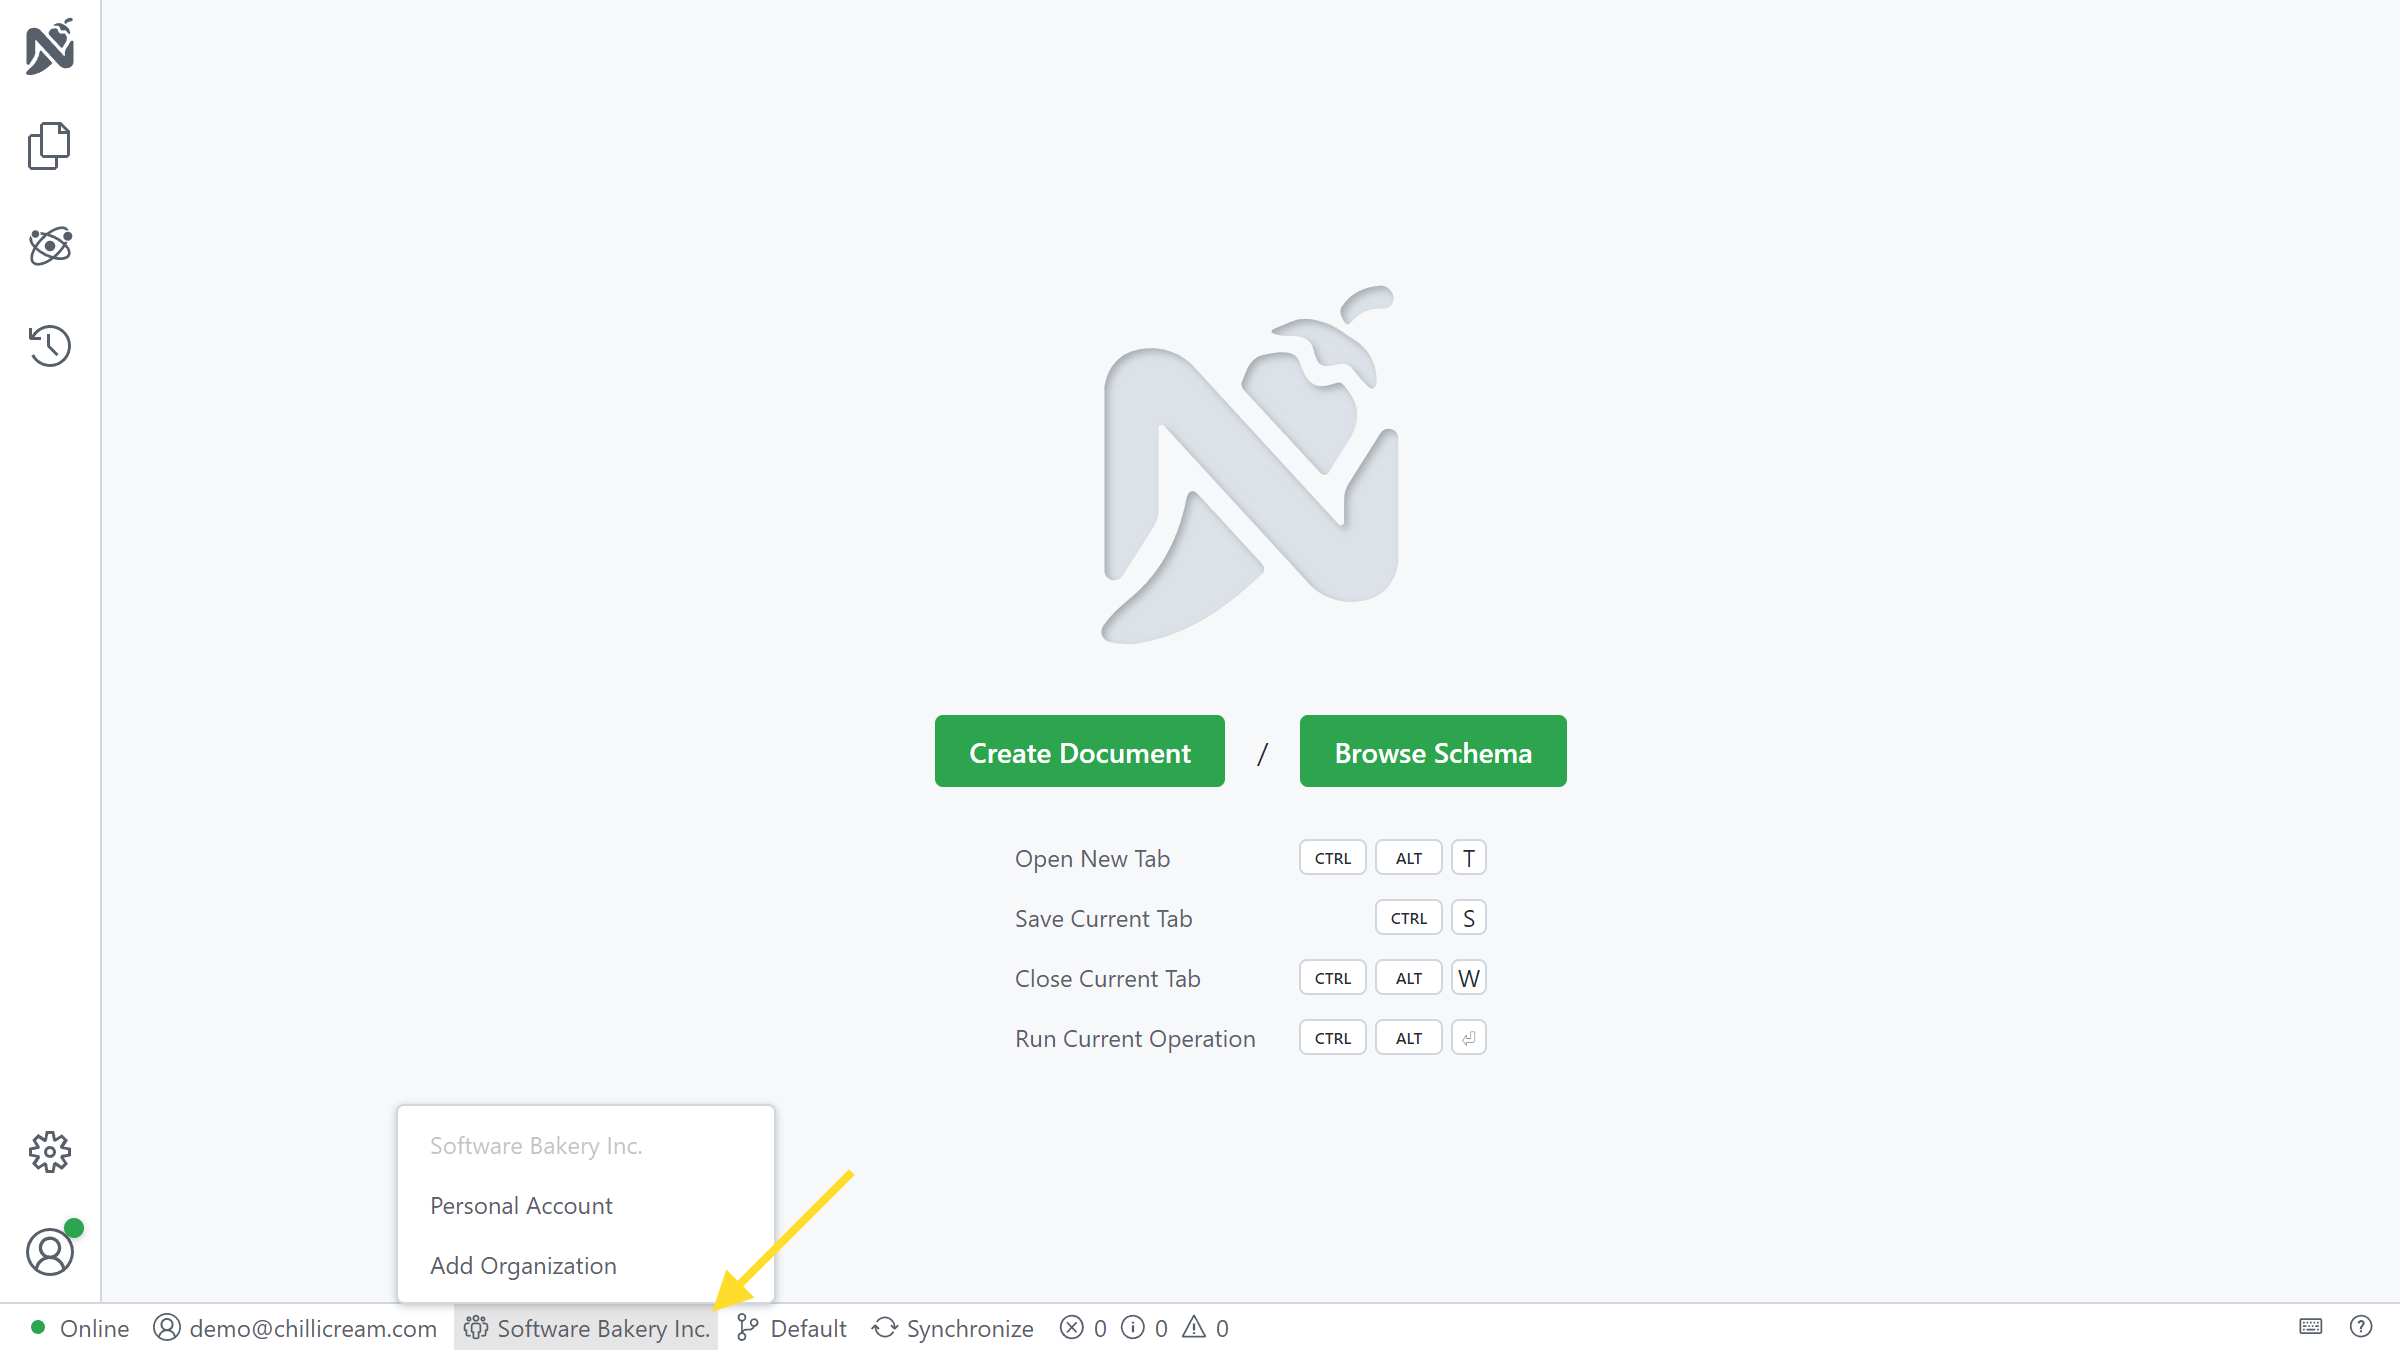 Create Document / Browse Schema
Open New Tab CTRL ALT T
Save Current Tab CTRL S
Close Current Tab CTRL ALT W
Run Current Operation CTRL ALT ⏎
Software Bakery Inc.
Personal Account
Add Organization
Online demo@chillicream.com Software Bakery Inc. Default Synchronize 0 0 0